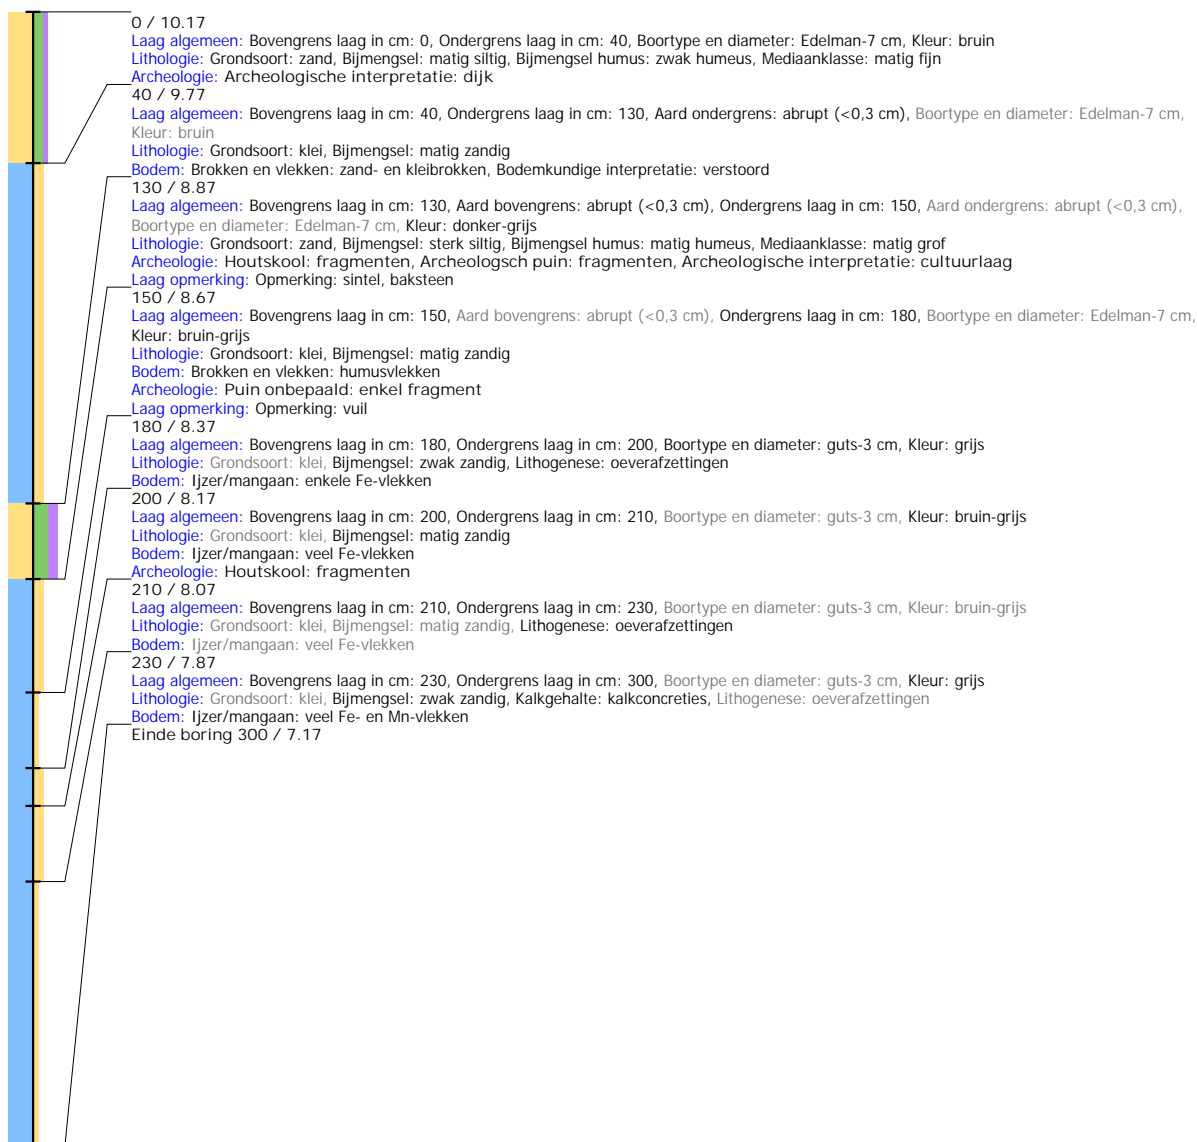 0 / 10.17
Laag algemeen: Bovengrens laag in cm: 0, Ondergrens laag in cm: 40, Boortype en diameter: Edelman-7 cm, Kleur: bruin
Lithologie: Grondsoort: zand, Bijmengsel: matig siltig, Bijmengsel humus: zwak humeus, Mediaanklasse: matig fijn
Archeologie: Archeologische interpretatie: dijk
40 / 9.77
Laag algemeen: Bovengrens laag in cm: 40, Ondergrens laag in cm: 130, Aard ondergrens: abrupt (<0,3 cm), Boortype en diameter: Edelman-7 cm,
Kleur: bruin
Lithologie: Grondsoort: klei, Bijmengsel: matig zandig
Bodem: Brokken en vlekken: zand- en kleibrokken, Bodemkundige interpretatie: verstoord
130 / 8.87
Laag algemeen: Bovengrens laag in cm: 130, Aard bovengrens: abrupt (<0,3 cm), Ondergrens laag in cm: 150, Aard ondergrens: abrupt (<0,3 cm),
Boortype en diameter: Edelman-7 cm, Kleur: donker-grijs
Lithologie: Grondsoort: zand, Bijmengsel: sterk siltig, Bijmengsel humus: matig humeus, Mediaanklasse: matig grof
Archeologie: Houtskool: fragmenten, Archeologsch puin: fragmenten, Archeologische interpretatie: cultuurlaag
Laag opmerking: Opmerking: sintel, baksteen
150 / 8.67
Laag algemeen: Bovengrens laag in cm: 150, Aard bovengrens: abrupt (<0,3 cm), Ondergrens laag in cm: 180, Boortype en diameter: Edelman-7 cm,
Kleur: bruin-grijs
Lithologie: Grondsoort: klei, Bijmengsel: matig zandig
Bodem: Brokken en vlekken: humusvlekken
Archeologie: Puin onbepaald: enkel fragment
Laag opmerking: Opmerking: vuil
180 / 8.37
Laag algemeen: Bovengrens laag in cm: 180, Ondergrens laag in cm: 200, Boortype en diameter: guts-3 cm, Kleur: grijs
Lithologie: Grondsoort: klei, Bijmengsel: zwak zandig, Lithogenese: oeverafzettingen
Bodem: Ijzer/mangaan: enkele Fe-vlekken
200 / 8.17
Laag algemeen: Bovengrens laag in cm: 200, Ondergrens laag in cm: 210, Boortype en diameter: guts-3 cm, Kleur: bruin-grijs
Lithologie: Grondsoort: klei, Bijmengsel: matig zandig
Bodem: Ijzer/mangaan: veel Fe-vlekken
Archeologie: Houtskool: fragmenten
210 / 8.07
Laag algemeen: Bovengrens laag in cm: 210, Ondergrens laag in cm: 230, Boortype en diameter: guts-3 cm, Kleur: bruin-grijs
Lithologie: Grondsoort: klei, Bijmengsel: matig zandig, Lithogenese: oeverafzettingen
Bodem: Ijzer/mangaan: veel Fe-vlekken
230 / 7.87
Laag algemeen: Bovengrens laag in cm: 230, Ondergrens laag in cm: 300, Boortype en diameter: guts-3 cm, Kleur: grijs
Lithologie: Grondsoort: klei, Bijmengsel: zwak zandig, Kalkgehalte: kalkconcreties, Lithogenese: oeverafzettingen
Bodem: Ijzer/mangaan: veel Fe- en Mn-vlekken
Einde boring 300 / 7.17